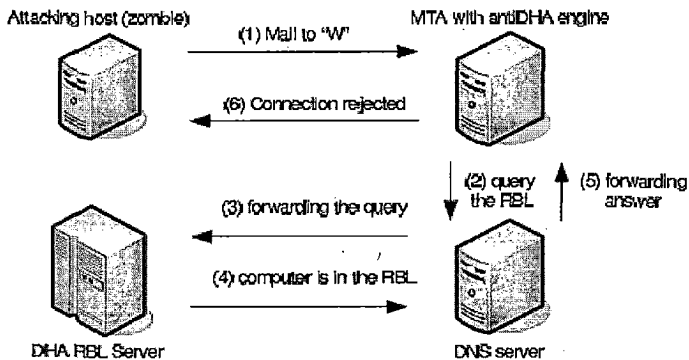 Attacking host (zombie)
MTA with antiDHA engine
(1) Mail to "W"
(6) Connection rejected
(2) query
the RBL
(5) forwarding
answer
(3) forwarding the query
(4) computer is in the RBL
DHA RBL Server
DNS server